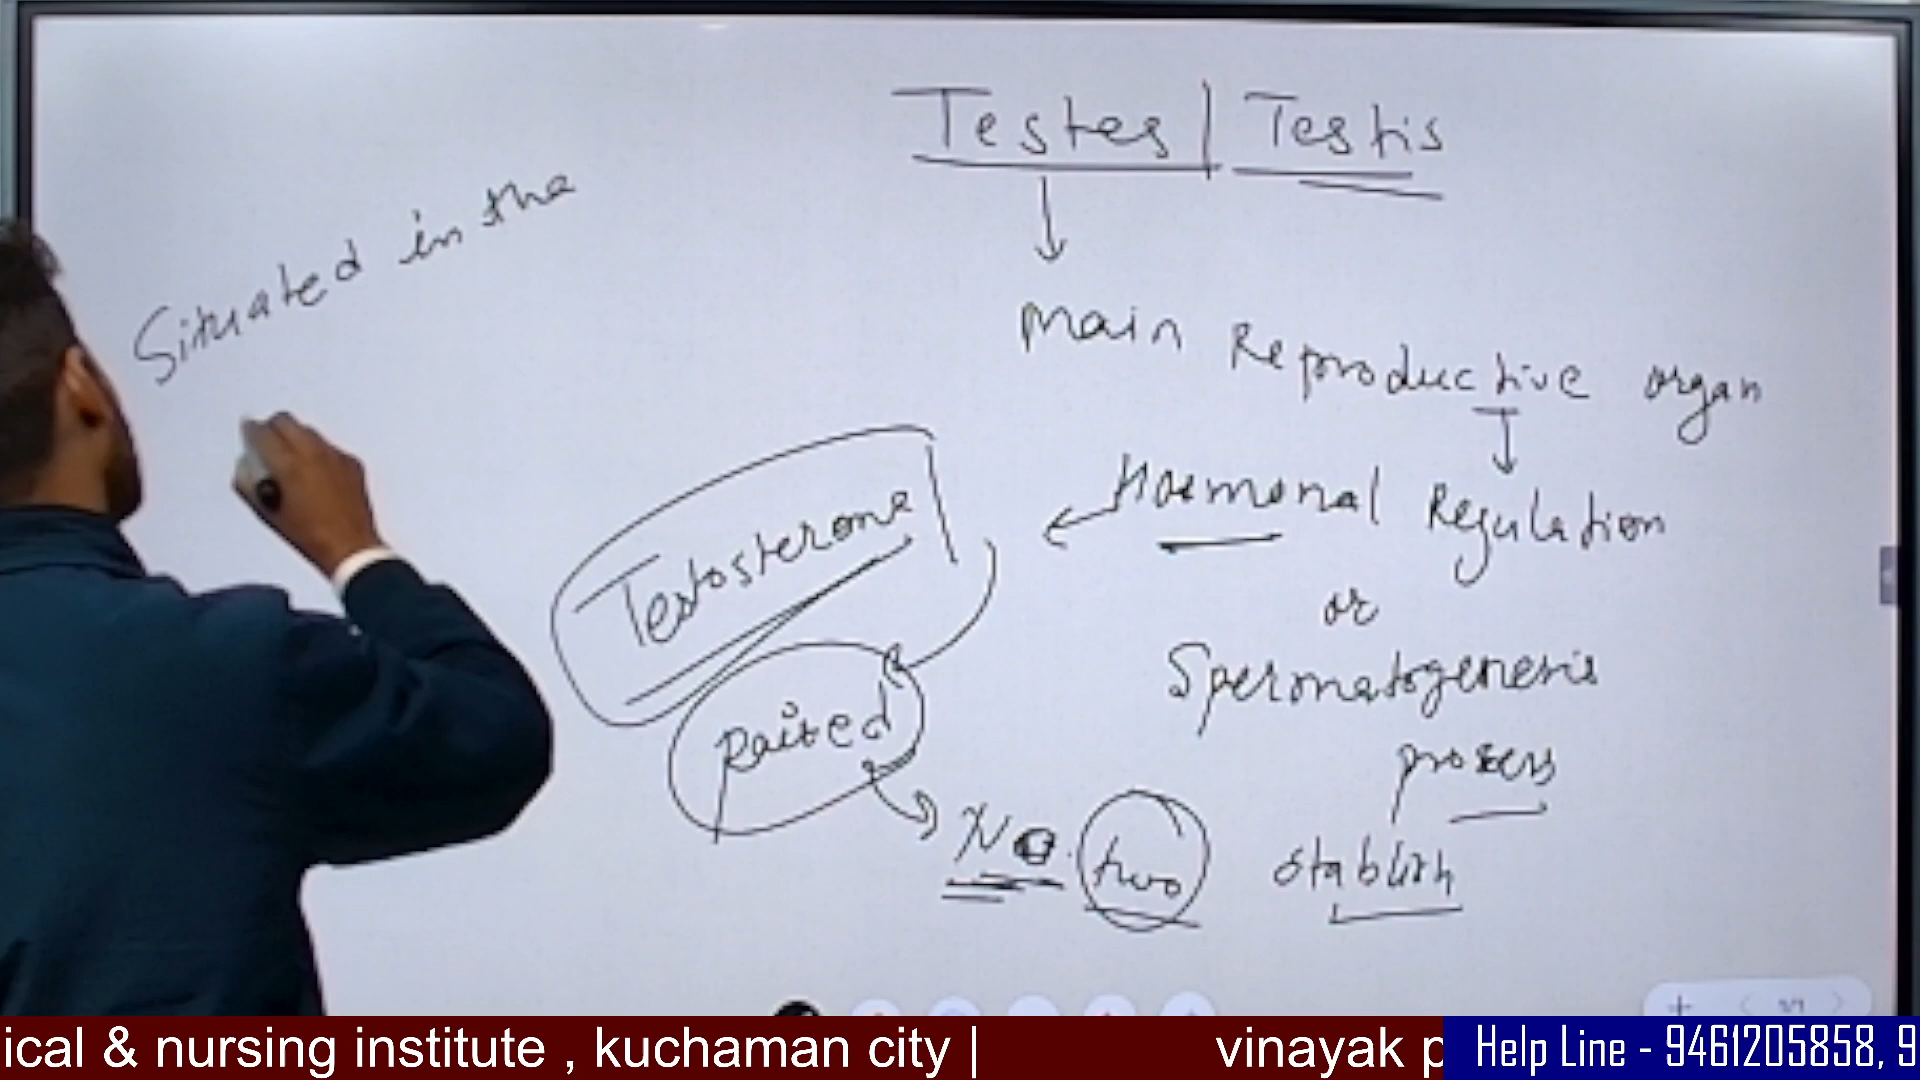 Testes | Testis
Situated in the
Main Reproductive organ
Hormonal Regulation
or
Testosterone
Spermatogenesis
process
Paired
No. two
stablish
ical & nursing institute , kuchaman city |
vinayak p
Help Line - 9461205858, 9